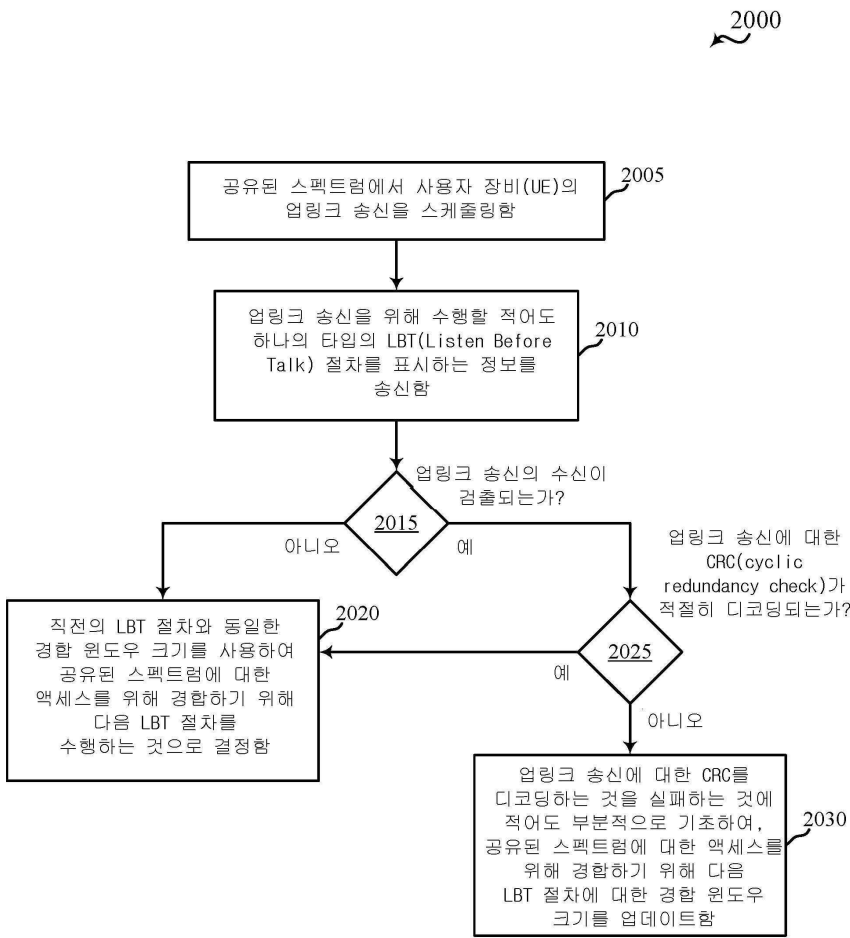 2000
공유된 스펙트럼에서 사용자 장비(UE)의
업링크 송신을 스케줄링함
2005
업링크 송신을 위해 수행할 적어도
하나의 타입의 LBT(Listen Before
Talk) 절차를 표시하는 정보를
송신함
2010
업링크 송신의 수신이
검출되는가?
2015
아니오
예
업링크 송신에 대한
CRC(cyclic
redundancy check)가
적절히 디코딩되는가?
직전의 LBT 절차와 동일한
경합 윈도우 크기를 사용하여
공유된 스펙트럼에 대한
액세스를 위해 경합하기 위해
다음 LBT 절차를
수행하는 것으로 결정함
2020
2025
예
아니오
업링크 송신에 대한 CRC를
디코딩하는 것을 실패하는 것에
적어도 부분적으로 기초하여,
공유된 스펙트럼에 대한 액세스를
위해 경합하기 위해 다음
LBT 절차에 대한 경합 윈도우
크기를 업데이트함
2030